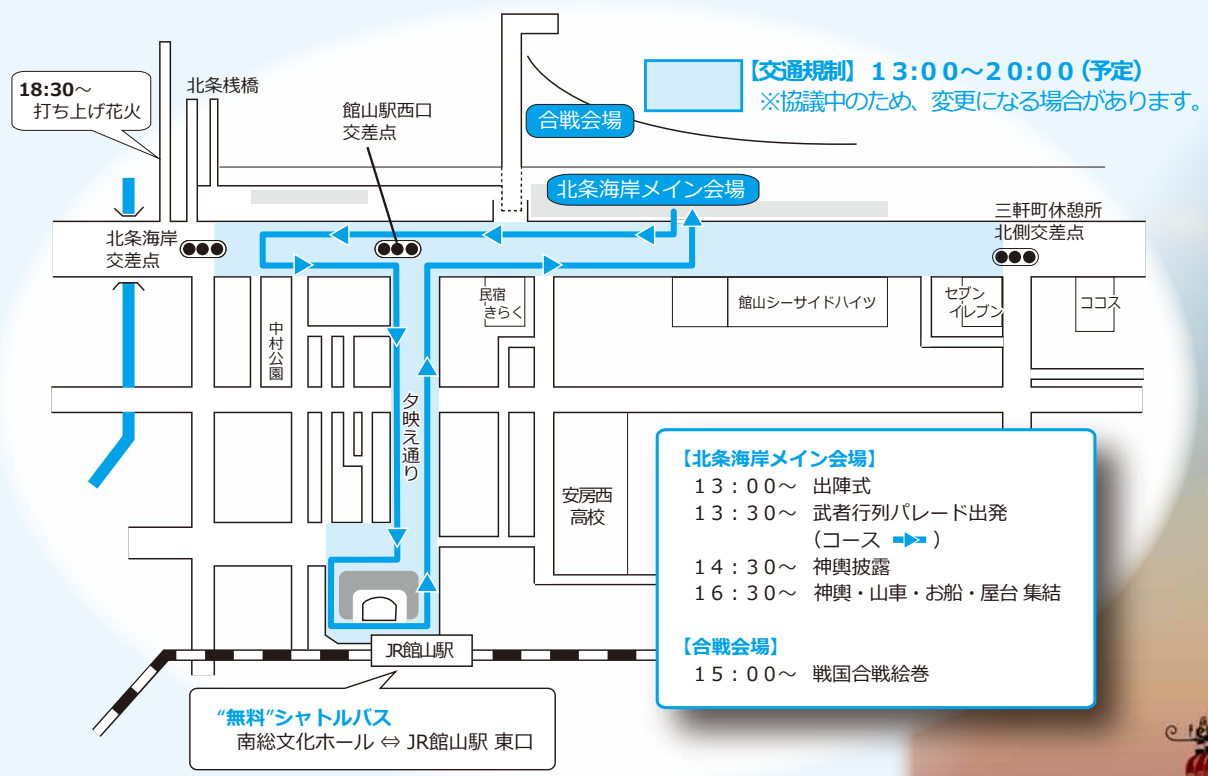 18:30～
打ち上げ花火
北条桟橋
館山駅西口
交差点
合戦会場
【交通規制】 13:00～20:00 (予定)
※協議中のため、変更になる場合があります。
北条海岸メイン会場
三軒町休憩所
北側交差点
北条海岸
交差点
民宿
きらく
館山シーサイドハイツ
セブン
イレブン
ココス
中村公園
夕映え通り
安房西
高校
【北条海岸メイン会場】
13：00～ 出陣式
13：30～ 武者行列パレード出発
(コース )
14：30～ 神輿披露
16：30～ 神輿・山車・お船・屋台 集結
【合戦会場】
15：00～ 戦国合戦絵巻
JR館山駅
“無料”シャトルバス
南総文化ホール ⇔ JR館山駅 東口